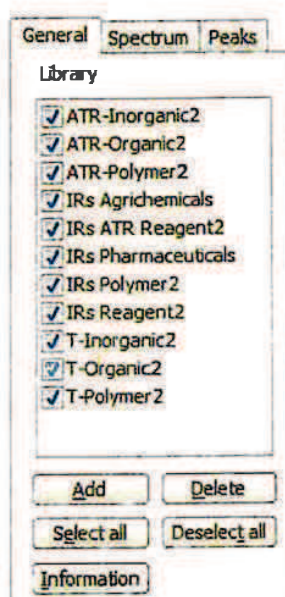 General Spectrum Peaks
Library
ATR-Inorganic2
ATR-Organic2
ATR-Polymer2
IRs Agrichemicals
IRs ATR Reagent2
IRs Pharmaceuticals
IRs Polymer2
IRs Reagent2
T-Inorganic2
T-Organic2
T-Polymer2
Add Delete
Select all Deselect all
Information